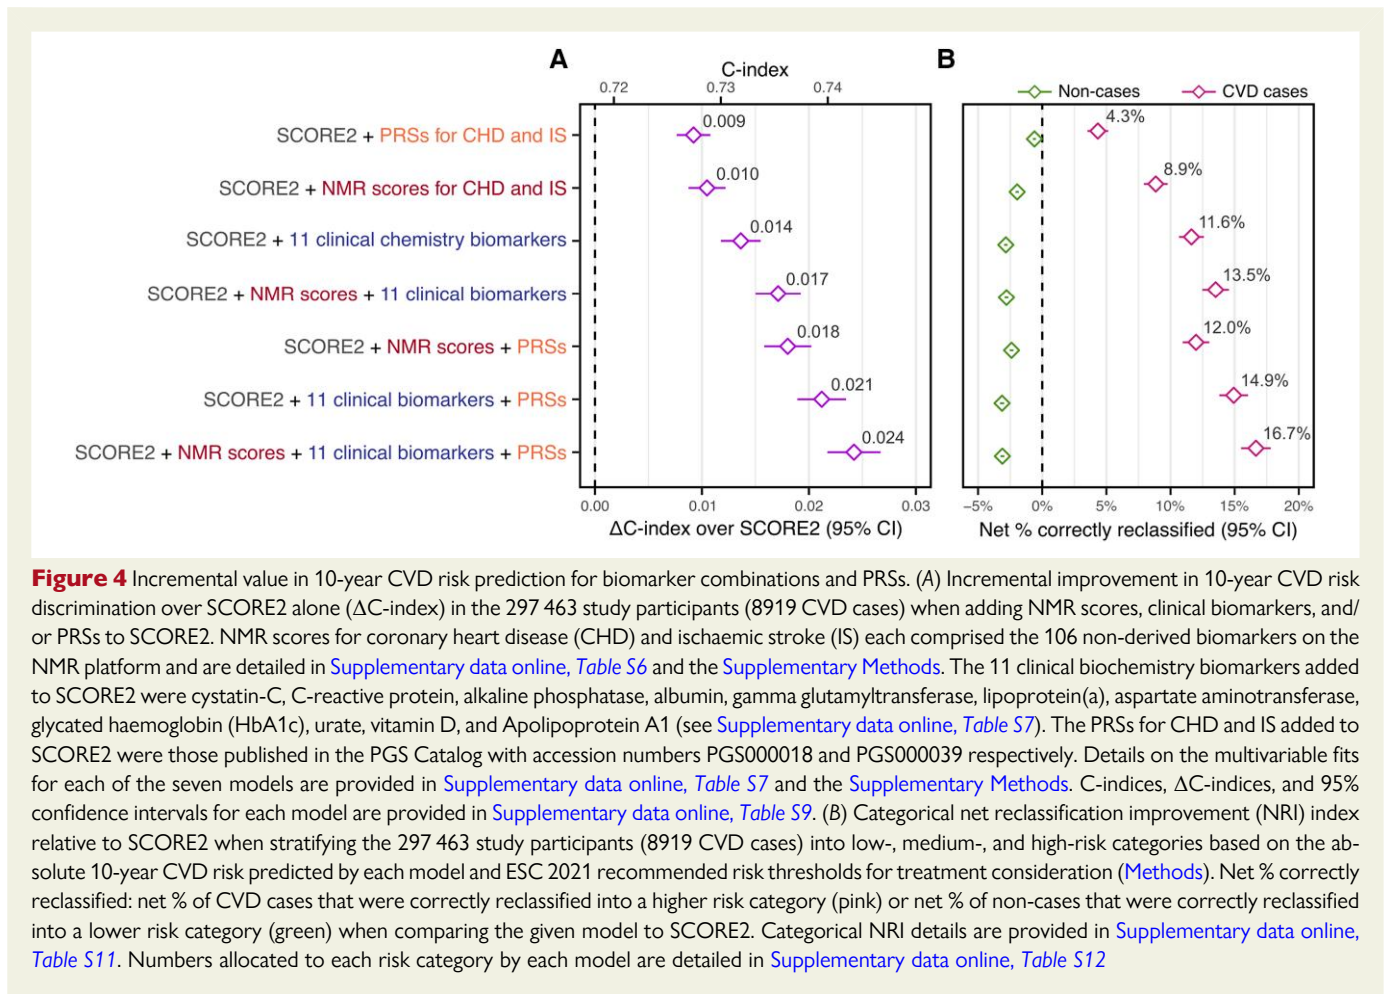 A
B
C-index
0.72 0.73 0.74
Non-cases CVD cases
SCORE2 + PRSs for CHD and IS 0.009 4.3%
SCORE2 + NMR scores for CHD and IS 0.010 8.9%
SCORE2 + 11 clinical chemistry biomarkers 0.014 11.6%
SCORE2 + NMR scores + 11 clinical biomarkers 0.017 13.5%
SCORE2 + NMR scores + PRSs 0.018 12.0%
SCORE2 + 11 clinical biomarkers + PRSs 0.021 14.9%
SCORE2 + NMR scores + 11 clinical biomarkers + PRSs 0.024 16.7%
0.00 0.01 0.02 0.03 −5% 0% 5% 10% 15% 20%
ΔC-index over SCORE2 (95% CI) Net % correctly reclassified (95% CI)
Figure 4 Incremental value in 10-year CVD risk prediction for biomarker combinations and PRSs. (A) Incremental improvement in 10-year CVD risk
discrimination over SCORE2 alone (ΔC-index) in the 297 463 study participants (8919 CVD cases) when adding NMR scores, clinical biomarkers, and/
or PRSs to SCORE2. NMR scores for coronary heart disease (CHD) and ischaemic stroke (IS) each comprised the 106 non-derived biomarkers on the
NMR platform and are detailed in Supplementary data online, Table S6 and the Supplementary Methods. The 11 clinical biochemistry biomarkers added
to SCORE2 were cystatin-C, C-reactive protein, alkaline phosphatase, albumin, gamma glutamyltransferase, lipoprotein(a), aspartate aminotransferase,
glycated haemoglobin (HbA1c), urate, vitamin D, and Apolipoprotein A1 (see Supplementary data online, Table S7). The PRSs for CHD and IS added to
SCORE2 were those published in the PGS Catalog with accession numbers PGS000018 and PGS000039 respectively. Details on the multivariable fits
for each of the seven models are provided in Supplementary data online, Table S7 and the Supplementary Methods. C-indices, ΔC-indices, and 95%
confidence intervals for each model are provided in Supplementary data online, Table S9. (B) Categorical net reclassification improvement (NRI) index
relative to SCORE2 when stratifying the 297 463 study participants (8919 CVD cases) into low-, medium-, and high-risk categories based on the ab-
solute 10-year CVD risk predicted by each model and ESC 2021 recommended risk thresholds for treatment consideration (Methods). Net % correctly
reclassified: net % of CVD cases that were correctly reclassified into a higher risk category (pink) or net % of non-cases that were correctly reclassified
into a lower risk category (green) when comparing the given model to SCORE2. Categorical NRI details are provided in Supplementary data online,
Table S11. Numbers allocated to each risk category by each model are detailed in Supplementary data online, Table S12